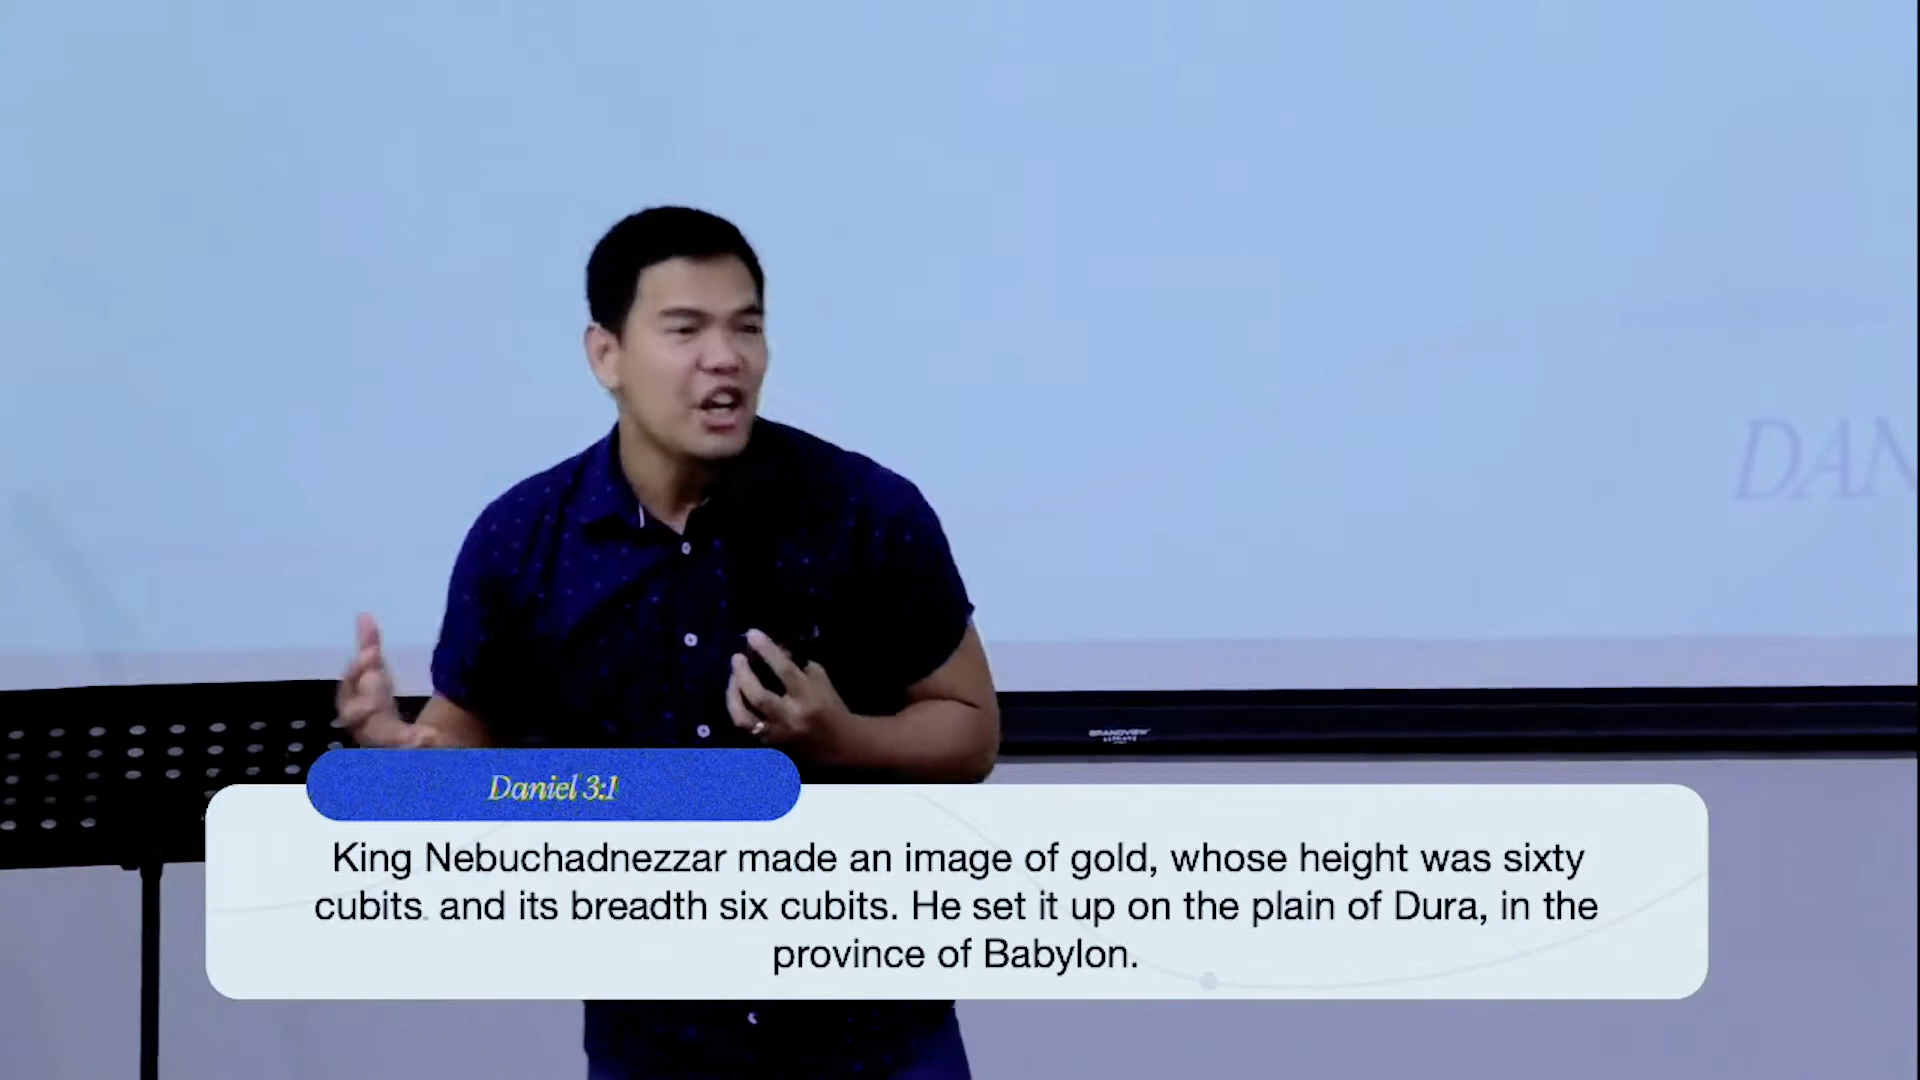 DAN
GRANDVIEW
Daniel 3:1
King Nebuchadnezzar made an image of gold, whose height was sixty
cubits and its breadth six cubits. He set it up on the plain of Dura, in the
province of Babylon.